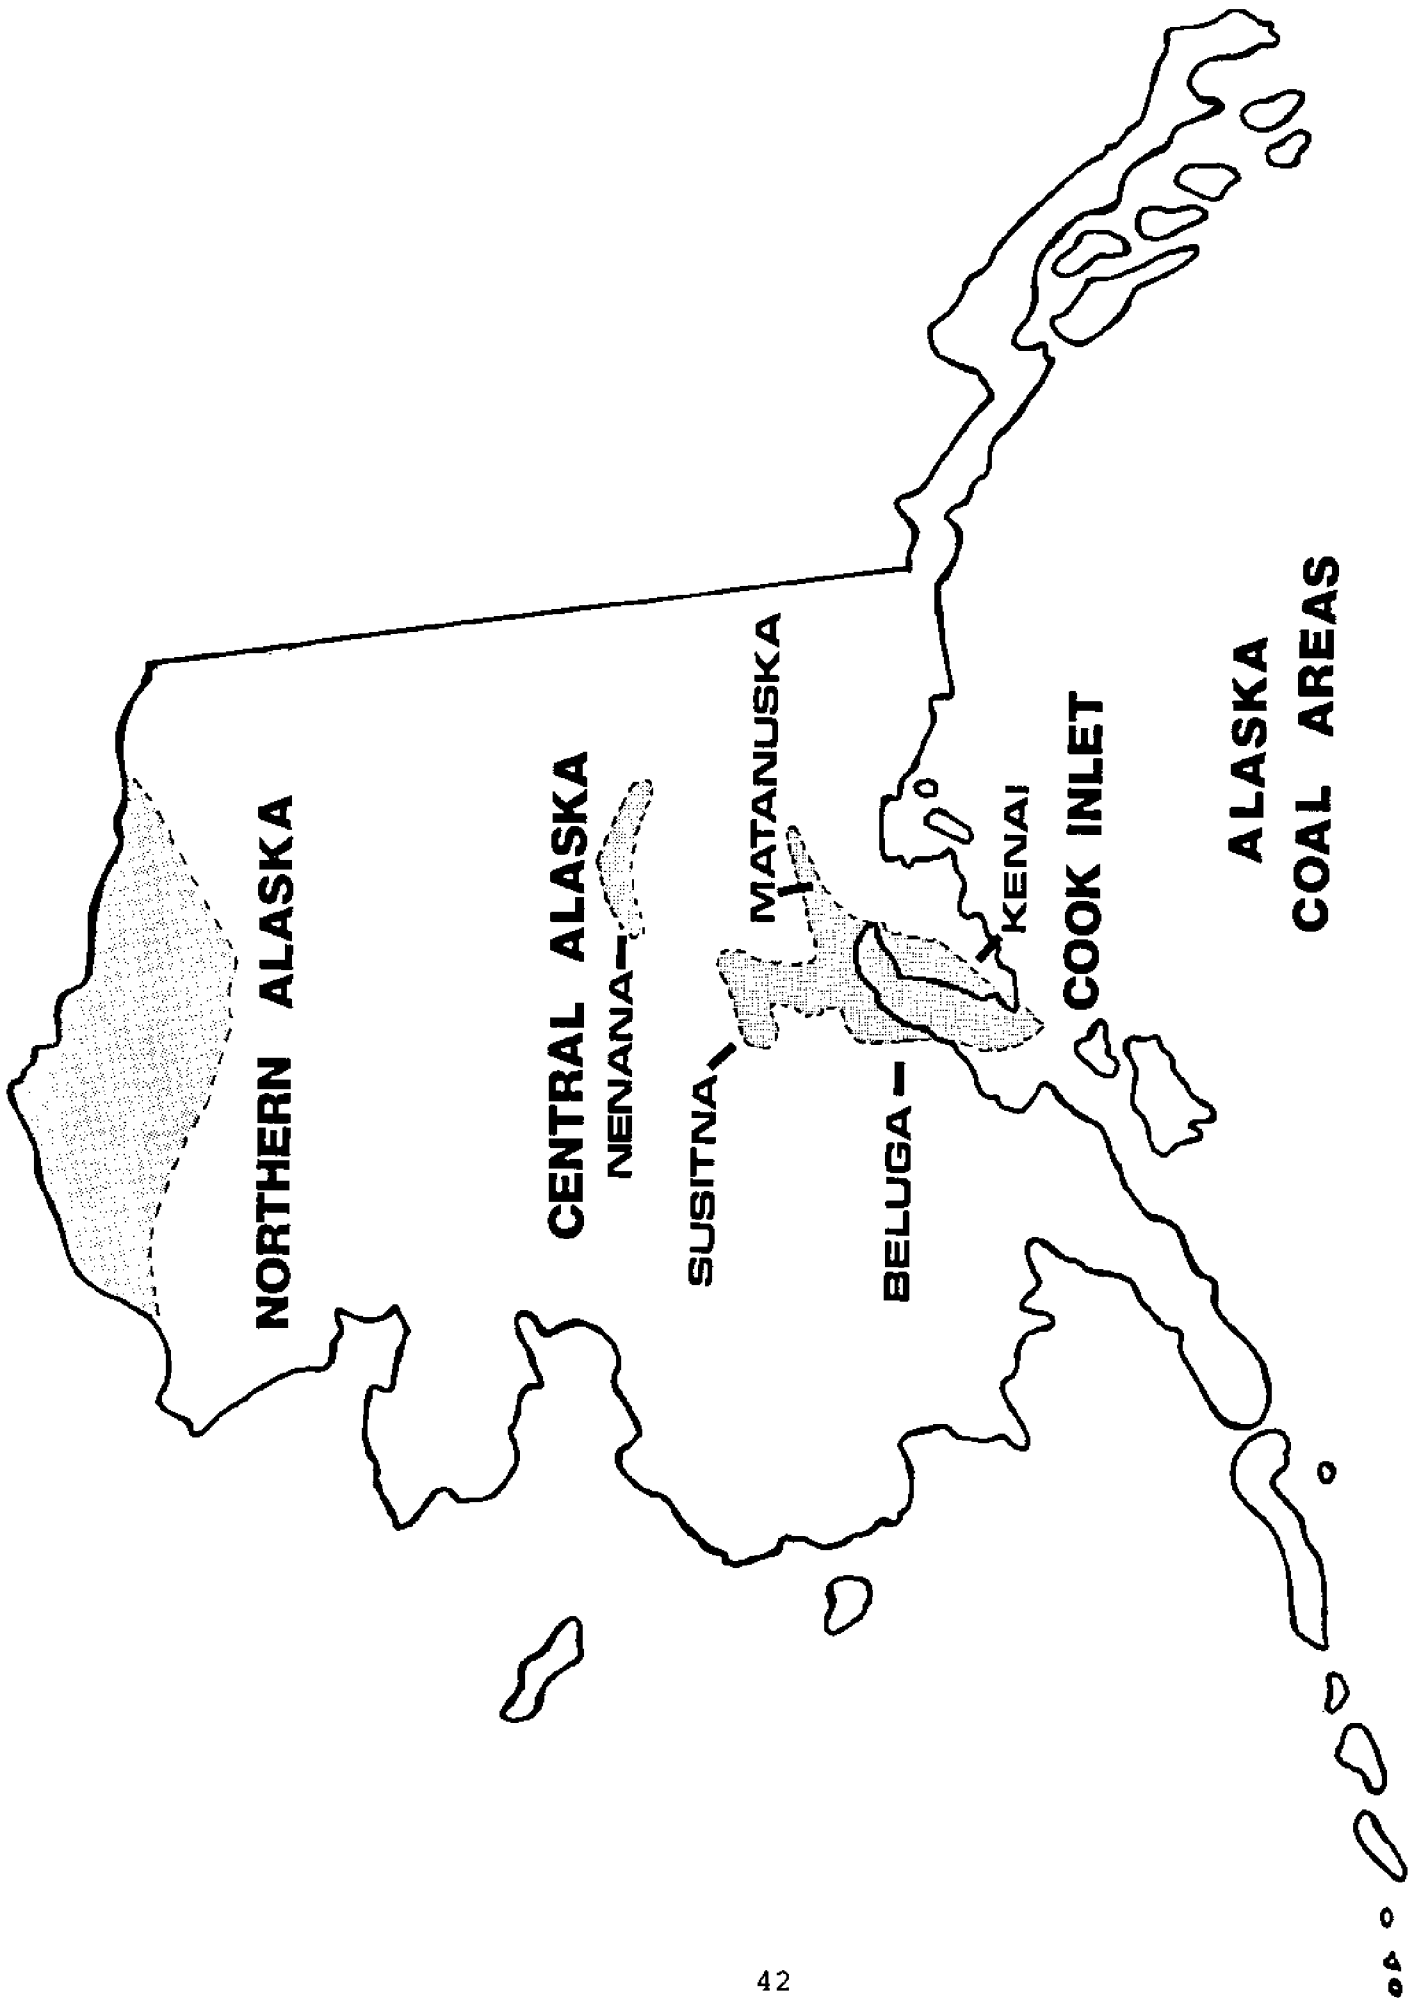 NORTHERN ALASKA
CENTRAL ALASKA
NENANA
SUSITNA
MATANUSKA
BELUGA
KENAI
COOK INLET
ALASKA
COAL AREAS
42